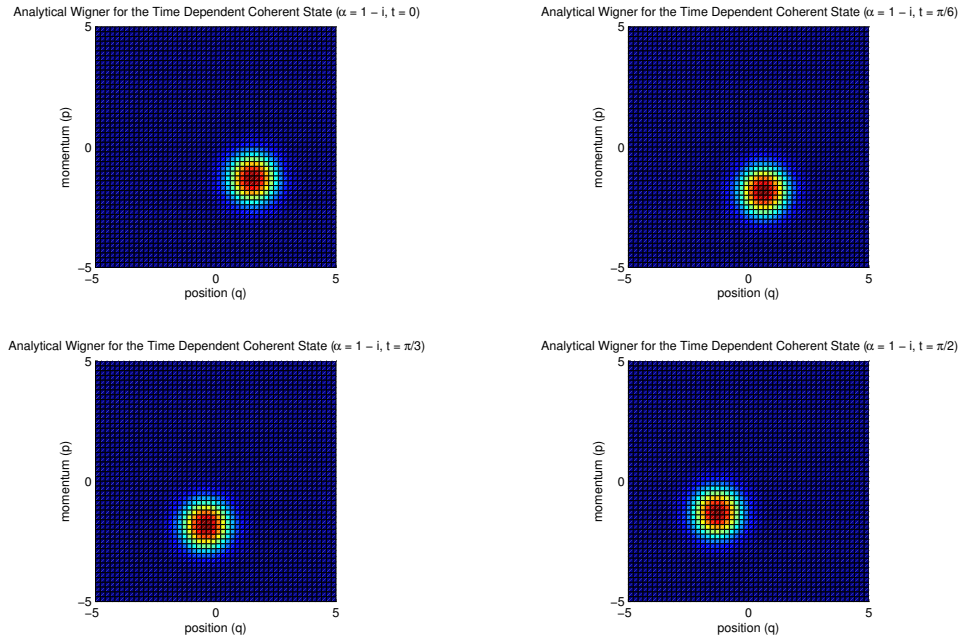 Analytical Wigner for the Time Dependent Coherent State (α = 1 − i, t = 0)
5
momentum (p)
0
−5
−5 0 5
position (q)
Analytical Wigner for the Time Dependent Coherent State (α = 1 − i, t = π/6)
5
momentum (p)
0
−5
−5 0 5
position (q)
Analytical Wigner for the Time Dependent Coherent State (α = 1 − i, t = π/3)
5
momentum (p)
0
−5
−5 0 5
position (q)
Analytical Wigner for the Time Dependent Coherent State (α = 1 − i, t = π/2)
5
momentum (p)
0
−5
−5 0 5
position (q)